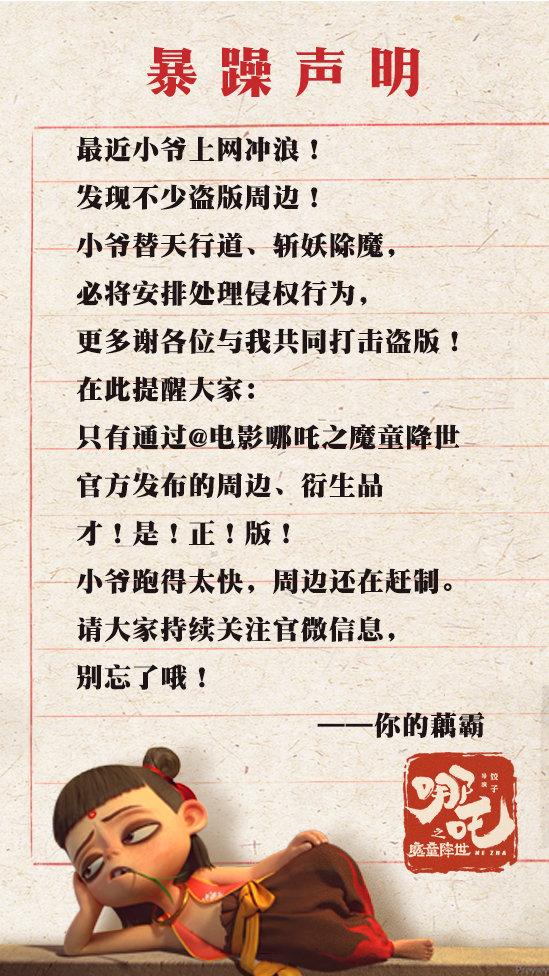 暴躁声明
最近小爷上网冲浪！
发现不少盗版周边！
小爷替天行道、斩妖除魔，
必将安排处理侵权行为，
更多谢各位与我共同打击盗版！
在此提醒大家：
只有通过@电影哪吒之魔童降世
官方发布的周边、衍生品
才！是！正！版！
小爷跑得太快，周边还在赶制。
请大家持续关注官微信息，
别忘了哦！
——你的藕霸
哪吒
之
魔童降世
NE ZHA
导演
饺子